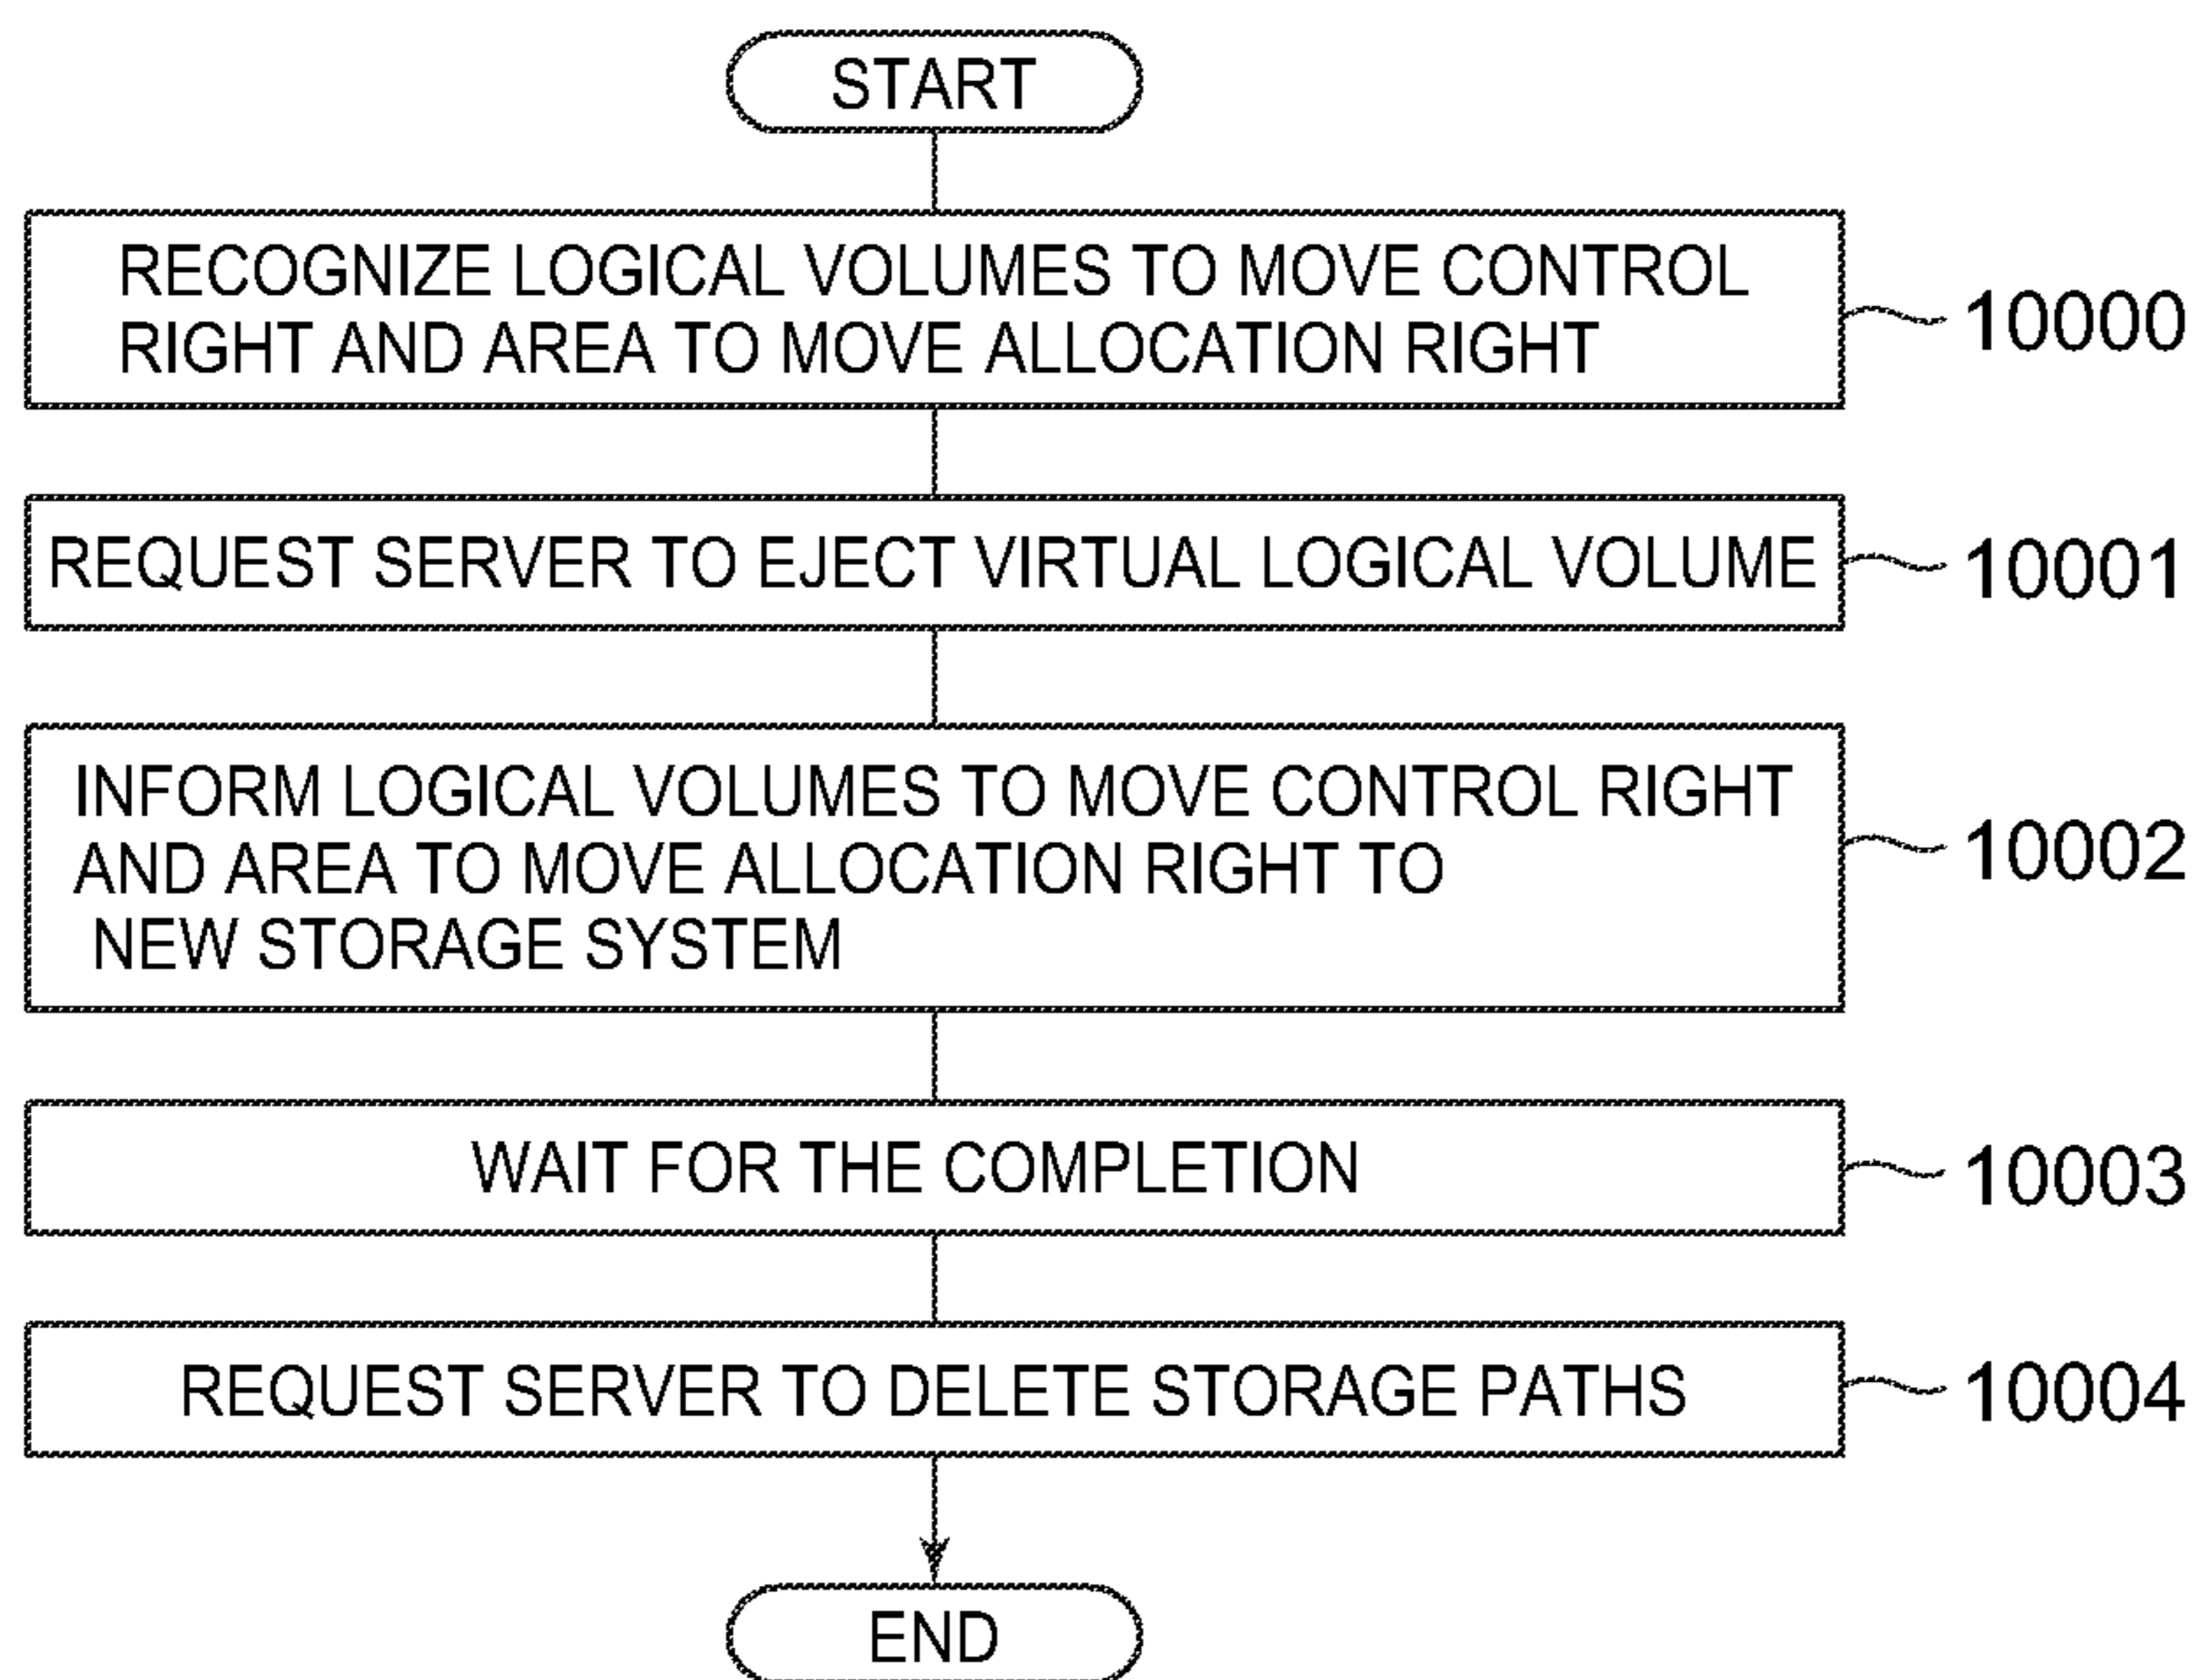 START
RECOGNIZE LOGICAL VOLUMES TO MOVE CONTROL
RIGHT AND AREA TO MOVE ALLOCATION RIGHT
10000
REQUEST SERVER TO EJECT VIRTUAL LOGICAL VOLUME
10001
INFORM LOGICAL VOLUMES TO MOVE CONTROL RIGHT
AND AREA TO MOVE ALLOCATION RIGHT TO
NEW STORAGE SYSTEM
10002
WAIT FOR THE COMPLETION
10003
REQUEST SERVER TO DELETE STORAGE PATHS
10004
END